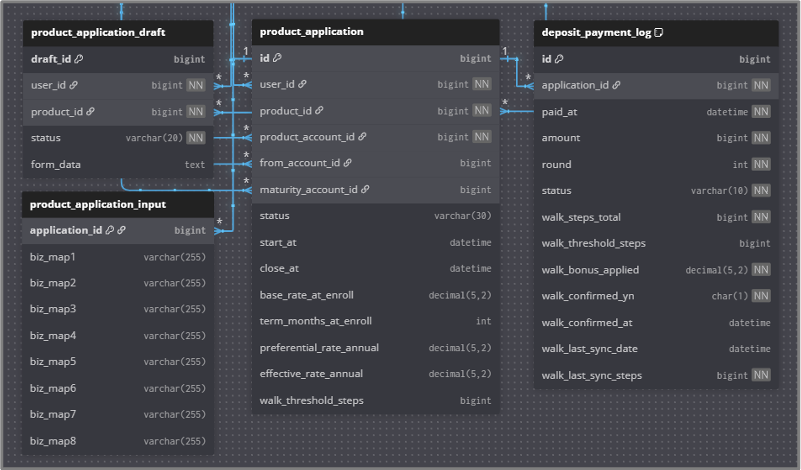 product_application_draft
draft_id bigint
user_id bigint NN
product_id bigint NN
status varchar(20) NN
form_data text
product_application_input
application_id bigint
biz_map1 varchar(255)
biz_map2 varchar(255)
biz_map3 varchar(255)
biz_map4 varchar(255)
biz_map5 varchar(255)
biz_map6 varchar(255)
biz_map7 varchar(255)
biz_map8 varchar(255)
* * *
product_application
1 id bigint 1
* user_id bigint NN
product_id bigint NN *
* product_account_id bigint NN
* from_account_id bigint
* maturity_account_id bigint
status varchar(30)
start_at datetime
close_at datetime
base_rate_at_enroll decimal(5,2)
term_months_at_enroll int
preferential_rate_annual decimal(5,2)
effective_rate_annual decimal(5,2)
walk_threshold_steps bigint
deposit_payment_log
id bigint
* application_id bigint NN
paid_at datetime NN
amount bigint NN
round int NN
status varchar(10) NN
walk_steps_total bigint NN
walk_threshold_steps bigint
walk_bonus_applied decimal(5,2) NN
walk_confirmed_yn char(1) NN
walk_confirmed_at datetime
walk_last_sync_date datetime
walk_last_sync_steps bigint NN